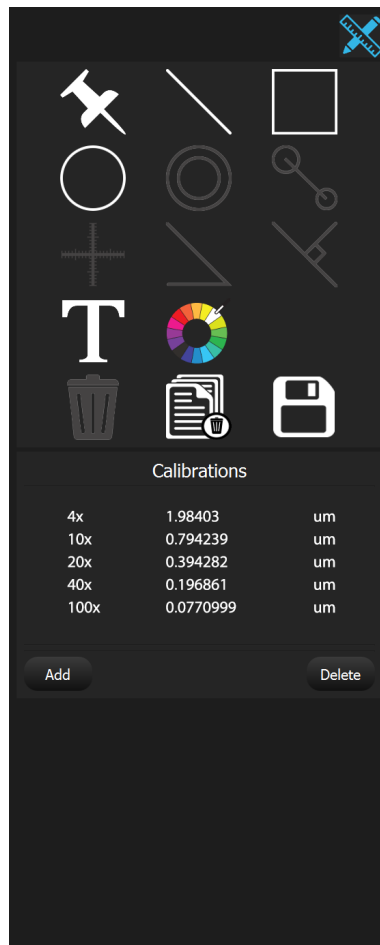 T
Calibrations
4x 1.98403 um
10x 0.794239 um
20x 0.394282 um
40x 0.196861 um
100x 0.0770999 um
Add Delete